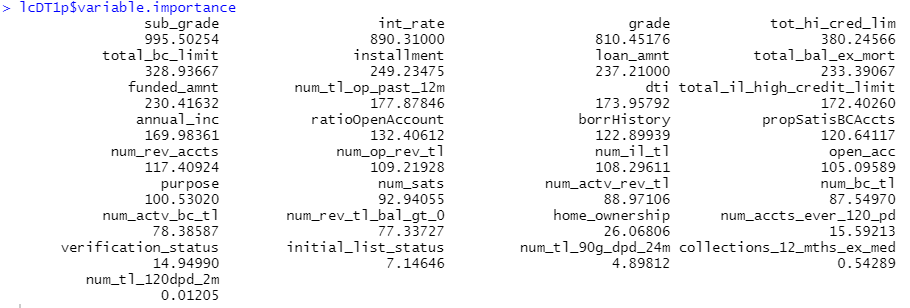 > lcDT1p$variable.importance
sub_grade int_rate grade tot_hi_cred_lim
995.50254 890.31000 810.45176 380.24566
total_bc_limit installment loan_amnt total_bal_ex_mort
328.93667 249.23475 237.21000 233.39067
funded_amnt num_tl_op_past_12m dti total_il_high_credit_limit
230.41632 177.87846 173.95792 172.40260
annual_inc ratioOpenAccount borrHistory propSatisBCAccts
169.98361 132.40612 122.89939 120.64117
num_rev_accts num_op_rev_tl num_il_tl open_acc
117.40924 109.21928 108.29611 105.09589
purpose num_sats num_actv_rev_tl num_bc_tl
100.53020 92.94055 88.97106 87.54970
num_actv_bc_tl num_rev_tl_bal_gt_0 home_ownership num_accts_ever_120_pd
78.38587 77.33727 26.06806 15.59213
verification_status initial_list_status num_tl_90g_dpd_24m collections_12_mths_ex_med
14.94990 7.14646 4.89812 0.54289
num_tl_120dpd_2m
0.01205